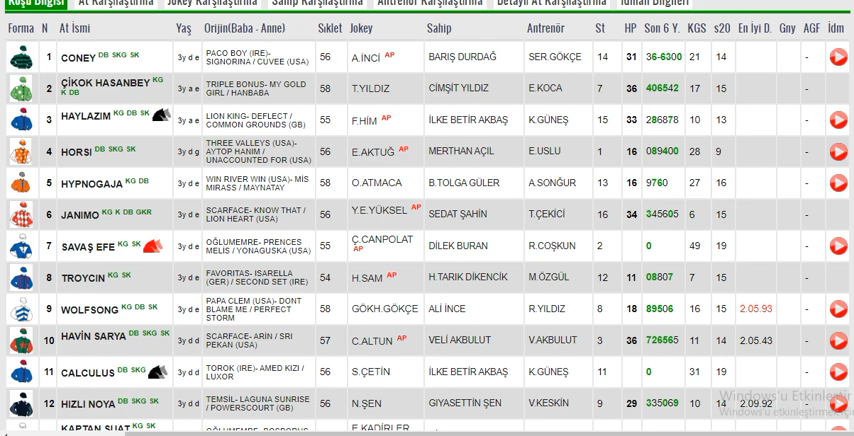 Koşu Bilgisi At Karşılaştırma Jokey Karşılaştırma Sahip Karşılaştırma Antrenör Karşılaştırma Detaylı At Karşılaştırma İdman Bilgileri
Forma N At İsmi Yaş Orijin(Baba - Anne) Sıklet Jokey Sahip Antrenör St HP Son 6 Y. KGS s20 En İyi D. Gny AGF İdm
1 CONEY DB SKG SK 3y d e PACO BOY (IRE)- SIGNORINA / CUVEE (USA) 56 A.İNCİ AP BARIŞ DURDAĞ SER.GÖKÇE 14 31 36-6300 21 14 -
2 ÇİKOK HASANBEY KG K DB 3y a e TRIPLE BONUS- MY GOLD GIRL / HANBABA 58 T.YILDIZ CİMŞİT YILDIZ E.KOCA 7 36 406542 17 15 -
3 HAYLAZIM KG DB SK 3y a e LION KING- DEFLECT / COMMON GROUNDS (GB) 55 F.HİM AP İLKE BETİR AKBAŞ K.GÜNEŞ 15 33 286878 10 13 -
4 HORSI DB SKG SK 3y d g THREE VALLEYS (USA)- AYTOP HANIM / UNACCOUNTED FOR (USA) 56 E.AKTUĞ AP MERTHAN AÇIL E.USLU 1 16 089400 28 9 -
5 HYPNOGAJA KG DB 3y d e WIN RIVER WIN (USA)- MİS MIRASS / MAYNATAY 58 O.ATMACA B.TOLGA GÜLER A.SONĞUR 13 16 9760 27 16 -
6 JANIMO KG K DB GKR 3y d e SCARFACE- KNOW THAT / LION HEART (USA) 56 Y.E.YÜKSEL AP SEDAT ŞAHİN T.ÇEKİCİ 16 34 345605 6 15 -
7 SAVAŞ EFE KG SK 3y d e OĞLUMEMRE- PRENCES MELİS / YONAGUSKA (USA) 55 Ç.CANPOLAT AP DİLEK BURAN R.COŞKUN 2 0 49 19 -
8 TROYCIN KG SK 3y d e FAVORITAS- ISARELLA (GER) / SECOND SET (IRE) 54 H.SAM AP H.TARIK DİKENCİK M.ÖZGÜL 12 11 08807 7 15 -
9 WOLFSONG KG DB SK 3y d e PAPA CLEM (USA)- DONT BLAME ME / PERFECT STORM 58 GÖKH.GÖKÇE ALİ İNCE R.YILDIZ 8 18 89506 16 15 2.05.93 -
10 HAVİN SARYA DB SKG SK 3y d d SCARFACE- ARİN / SRI PEKAN (USA) 57 C.ALTUN AP VELİ AKBULUT V.AKBULUT 3 36 726565 11 14 2.05.43 -
11 CALCULUS DB SKG 3y d d TOROK (IRE)- AMED KIZI / LUXOR 56 S.ÇETİN İLKE BETİR AKBAŞ K.GÜNEŞ 11 0 31 19 -
12 HIZLI NOYA DB SKG SK 3y d d TEMSİL- LAGUNA SUNRISE / POWERSCOURT (GB) 56 N.ŞEN GIYASETTİN ŞEN V.KESKİN 9 29 335069 10 14 2.09.92 -
Windows'u Etkinleştir
Windows'u etkinleştirmek için
KAPTAN SUAT KG K SK OĞLUMEMRE- BOSPORUS E.KADİRLER